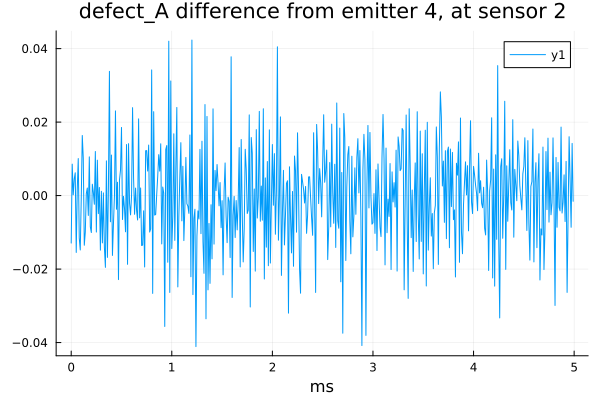 defect_A difference from emitter 4, at sensor 2
y1
0.04
0.02
0.00
−0.02
−0.04
0 1 2 3 4 5
ms